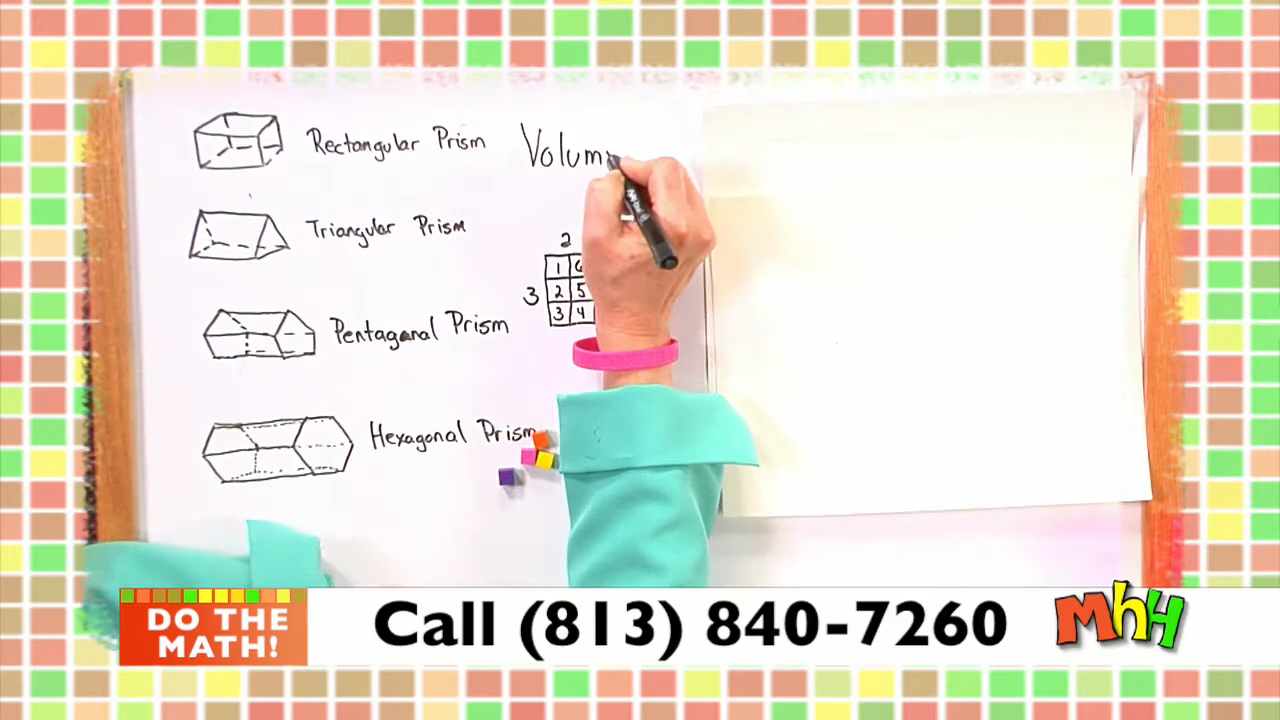 Rectangular Prism
Volum
Triangular Prism
2
1 6
3
2 5
3 4
Pentagonal Prism
Hexagonal Prism
DO THE
MATH!
Call (813) 840-7260
Mh4